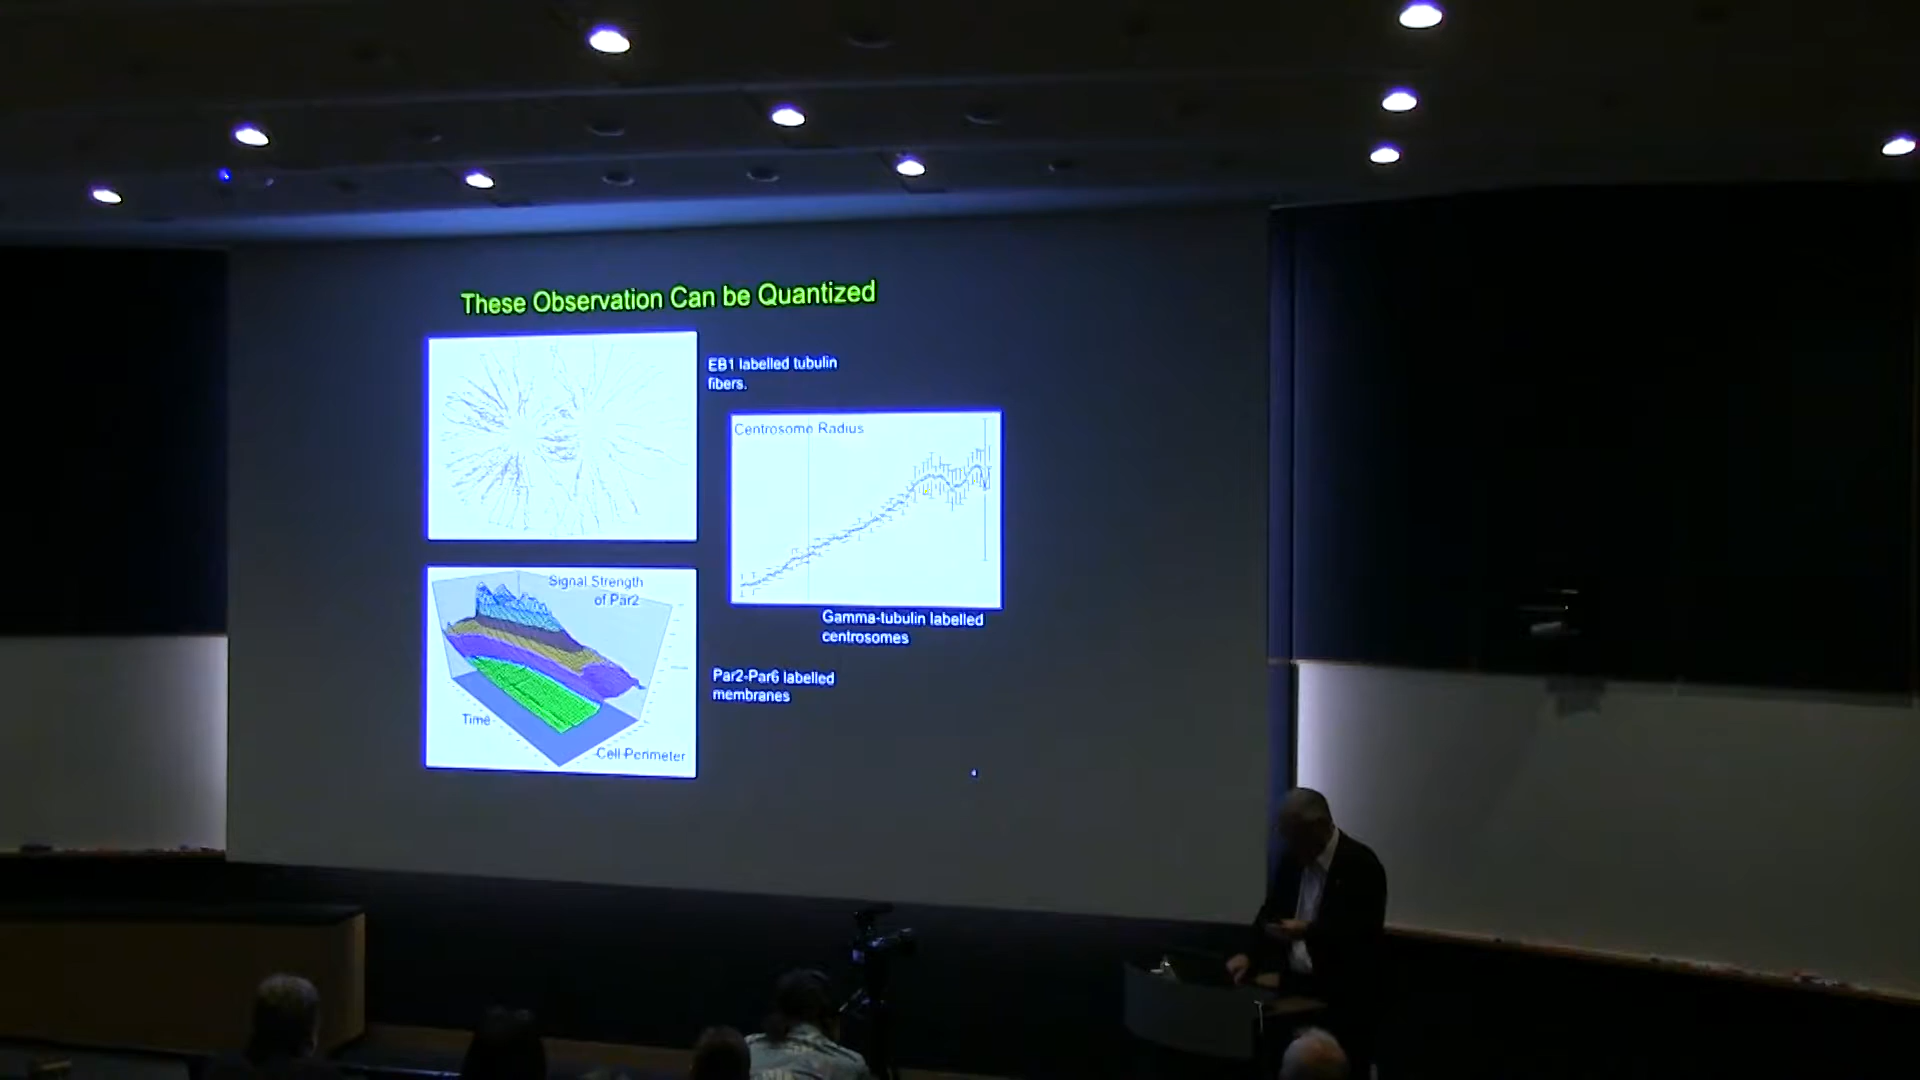 These Observation Can be Quantized
EB1 labelled tubulin
fibers.
Centrosome Radius
Gamma-tubulin labelled
centrosomes
Signal Strength
of Par2
Time
Cell Perimeter
Par2-Par6 labelled
membranes